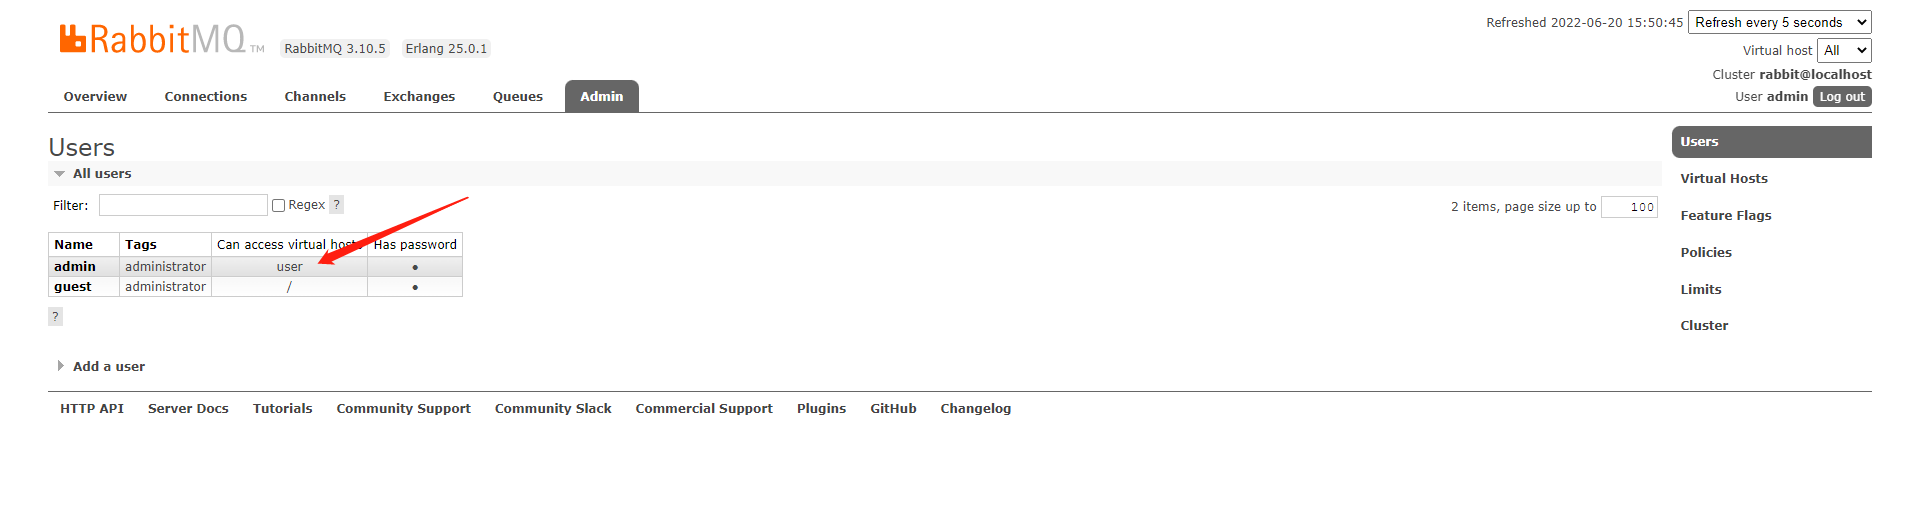 RabbitMQ TM RabbitMQ 3.10.5 Erlang 25.0.1
Refreshed 2022-06-20 15:50:45 Refresh every 5 seconds
Virtual host All
Cluster rabbit@localhost
User admin Log out
Overview Connections Channels Exchanges Queues Admin
Users
All users
Filter: Regex ?
2 items, page size up to 100
Name Tags Can access virtual hosts Has password
admin administrator user ●
guest administrator / ●
?
Add a user
Users
Virtual Hosts
Feature Flags
Policies
Limits
Cluster
HTTP API Server Docs Tutorials Community Support Community Slack Commercial Support Plugins GitHub Changelog